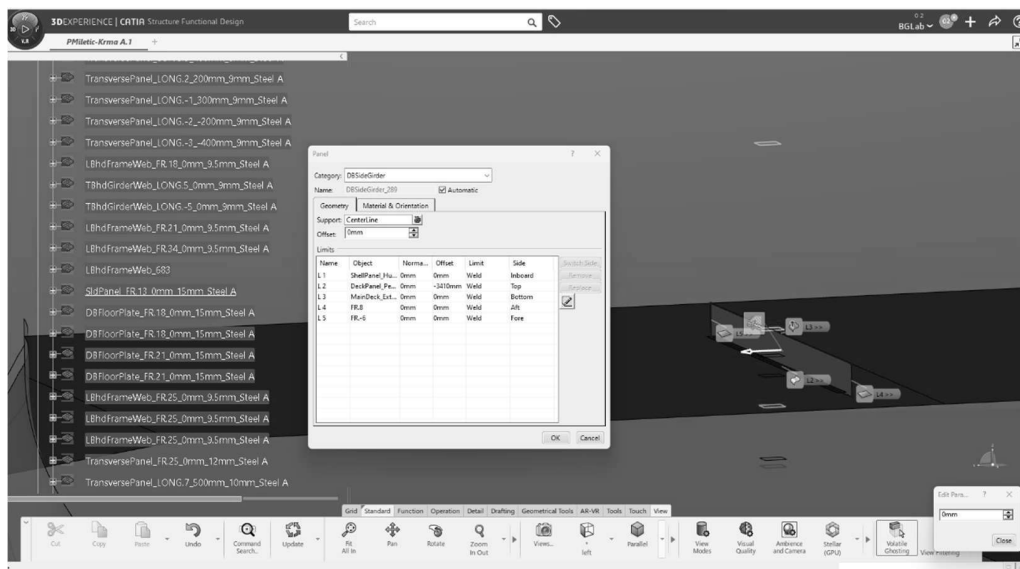 3DEXPERIENCE | CATIA Structure Functional Design
Search
BGLab
PMiletic-Krma A.1
TransversePanel_LONG.2_200mm_9mm_Steel A
TransversePanel_LONG.-1_300mm_9mm_Steel A
TransversePanel_LONG.-2_-200mm_9mm_Steel A
TransversePanel_LONG.-3_-400mm_9mm_Steel A
LBhdFrameWeb_FR.18_0mm_9.5mm_Steel A
TBhdGirderWeb_LONG.5_0mm_9mm_Steel A
TBhdGirderWeb_LONG.-5_0mm_9mm_Steel A
LBhdFrameWeb_FR.21_0mm_9.5mm_Steel A
LBhdFrameWeb_FR.34_0mm_9.5mm_Steel A
LBhdFrameWeb_683
SldPanel_FR.13_0mm_15mm_Steel A
DBFloorPlate_FR.18_0mm_15mm_Steel A
DBFloorPlate_FR.18_0mm_15mm_Steel A
DBFloorPlate_FR.21_0mm_15mm_Steel A
DBFloorPlate_FR.21_0mm_15mm_Steel A
LBhdFrameWeb_FR.25_0mm_9.5mm_Steel A
LBhdFrameWeb_FR.25_0mm_9.5mm_Steel A
LBhdFrameWeb_FR.25_0mm_9.5mm_Steel A
TransversePanel_FR.25_0mm_12mm_Steel A
TransversePanel_LONG.7_500mm_10mm_Steel A
Panel ? ×
Category: DBSideGirder
Name: DBSideGirder_280 Automatic
Geometry Material & Orientation
Support: CenterLine
Offset: 0mm
Limits
Name Object Norma... Offset Limit Side
L 1 ShellPanel_Hu... 0mm 0mm Weld Inboard
L 2 DeckPanel_Pe... 0mm -3410mm Weld Top
L 3 MainDeck_Ext... 0mm 0mm Weld Bottom
L 4 FR.8 0mm 0mm Weld Aft
L 5 FR.-6 0mm 0mm Weld Fore
Switch Side
Remove
Replace
OK Cancel
L5 >>
L3 >>
L2 >>
L4 >>
Edit Para... ? ×
0mm
Close
Grid Standard Function Operation Detail Drafting Geometrical Tools AR-VR Tools Touch View
Cut Copy Paste Undo Command Search... Update Fit All In Pan Rotate Zoom In Out Views... left Parallel View Modes Visual Quality Ambience and Camera Stellar (GPU) Volatile Ghosting View Filtering